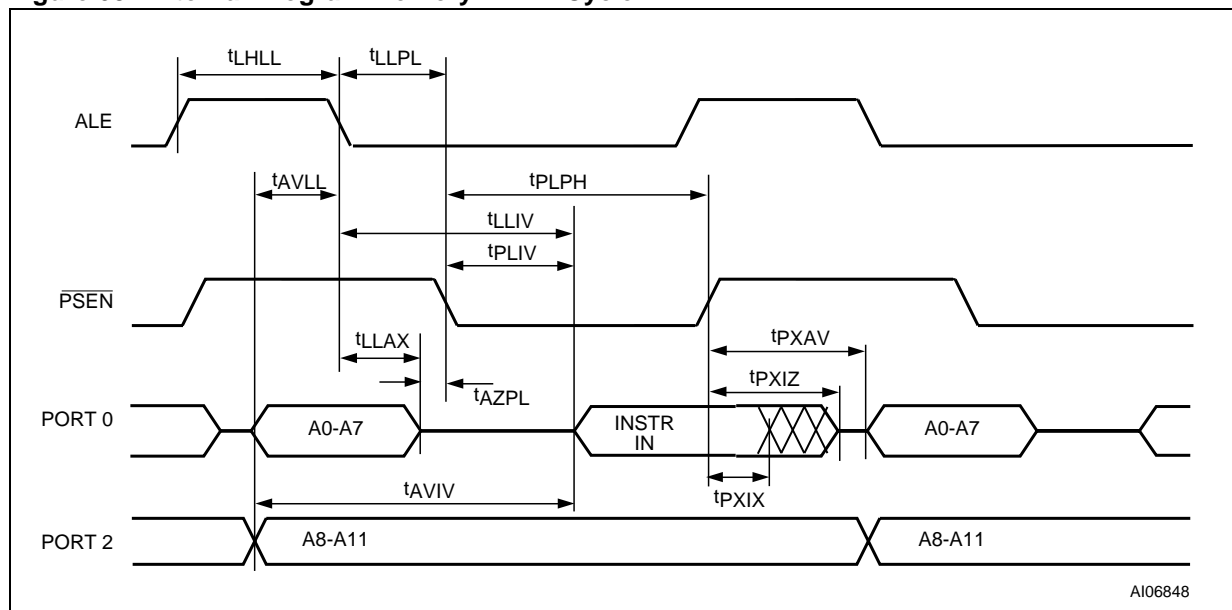 tLHLL tLLPL
ALE
tAVLL tPLPH
tLLIV
tPLIV
PSEN
tLLAX tPXAV
tPXIZ
tAZPL
PORT 0 A0-A7 INSTR IN A0-A7
tPXIX
tAVIV
PORT 2 A8-A11 A8-A11
AI06848